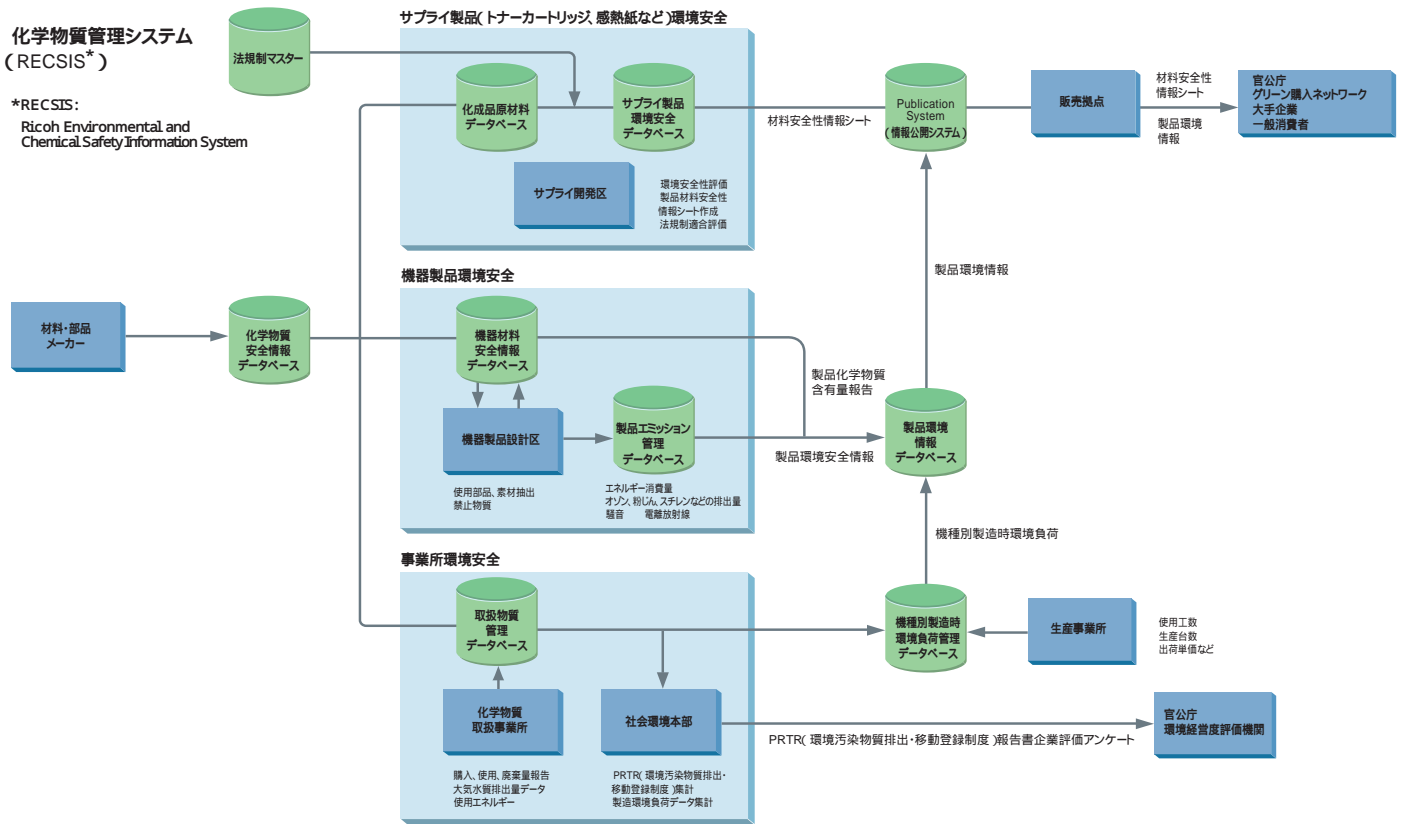 化学物質管理システム
(RECSIS*)
*RECSIS:
Ricoh Environmental and
Chemical Safety Information System
法規制マスター
サプライ製品(トナーカートリッジ、感熱紙など)環境安全
化成品原材料
データベース
サプライ製品
環境安全
データベース
サプライ開発区
環境安全性評価
製品材料安全性
情報シート作成
法規制適合評価
材料安全性情報シート
Publication
System
(情報公開システム)
販売拠点
材料安全性
情報シート
製品環境
情報
官公庁
グリーン購入ネットワーク
大手企業
一般消費者
製品環境情報
機器製品環境安全
材料・部品
メーカー
化学物質
安全情報
データベース
機器材料
安全情報
データベース
機器製品設計区
使用部品、素材抽出
禁止物質
製品エミッション
管理
データベース
エネルギー消費量
オゾン、粉じん、スチレンなどの排出量
騒音 電離放射線
製品化学物質
含有量報告
製品環境安全情報
製品環境
情報
データベース
機種別製造時環境負荷
事業所環境安全
取扱物質
管理
データベース
化学物質
取扱事業所
購入、使用、廃棄量報告
大気水質排出量データ
使用エネルギー
社会環境本部
PRTR(環境汚染物質排出・
移動登録制度)集計
製造環境負荷データ集計
機種別製造時
環境負荷管理
データベース
生産事業所
使用工数
生産台数
出荷単価など
PRTR(環境汚染物質排出・移動登録制度)報告書企業評価アンケート
官公庁
環境経営度評価機関